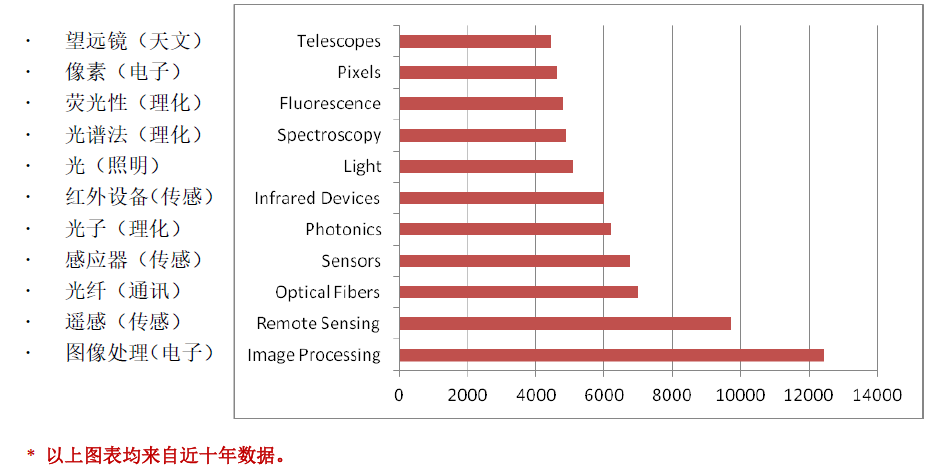 · 望远镜（天文） Telescopes
· 像素（电子） Pixels
· 荧光性（理化） Fluorescence
· 光谱法（理化） Spectroscopy
· 光（照明） Light
· 红外设备（传感） Infrared Devices
· 光子（理化） Photonics
· 感应器（传感） Sensors
· 光纤（通讯） Optical Fibers
· 遥感（传感） Remote Sensing
· 图像处理（电子） Image Processing
0 2000 4000 6000 8000 10000 12000 14000
* 以上图表均来自近十年数据。